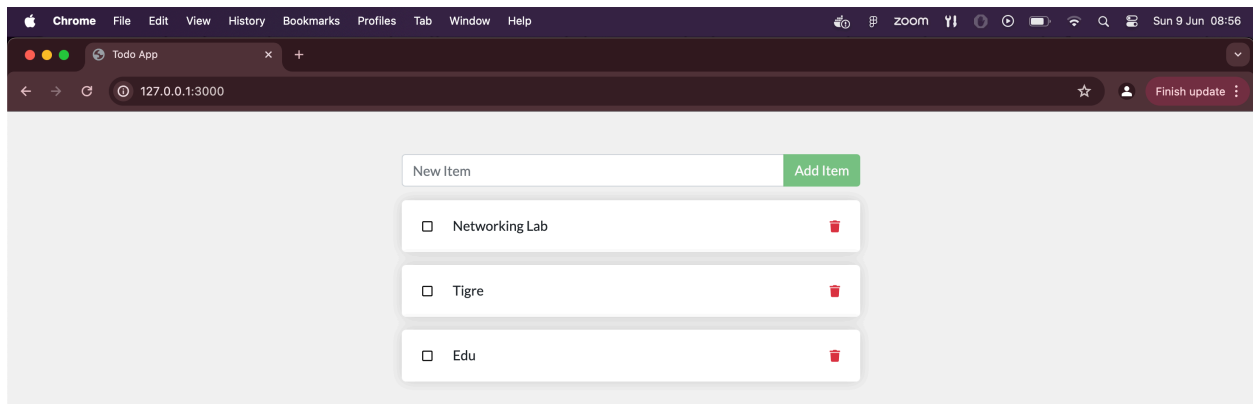 Chrome File Edit View History Bookmarks Profiles Tab Window Help zoom Sun 9 Jun 08:56
Todo App
127.0.0.1:3000 Finish update
New Item Add Item
Networking Lab
Tigre
Edu